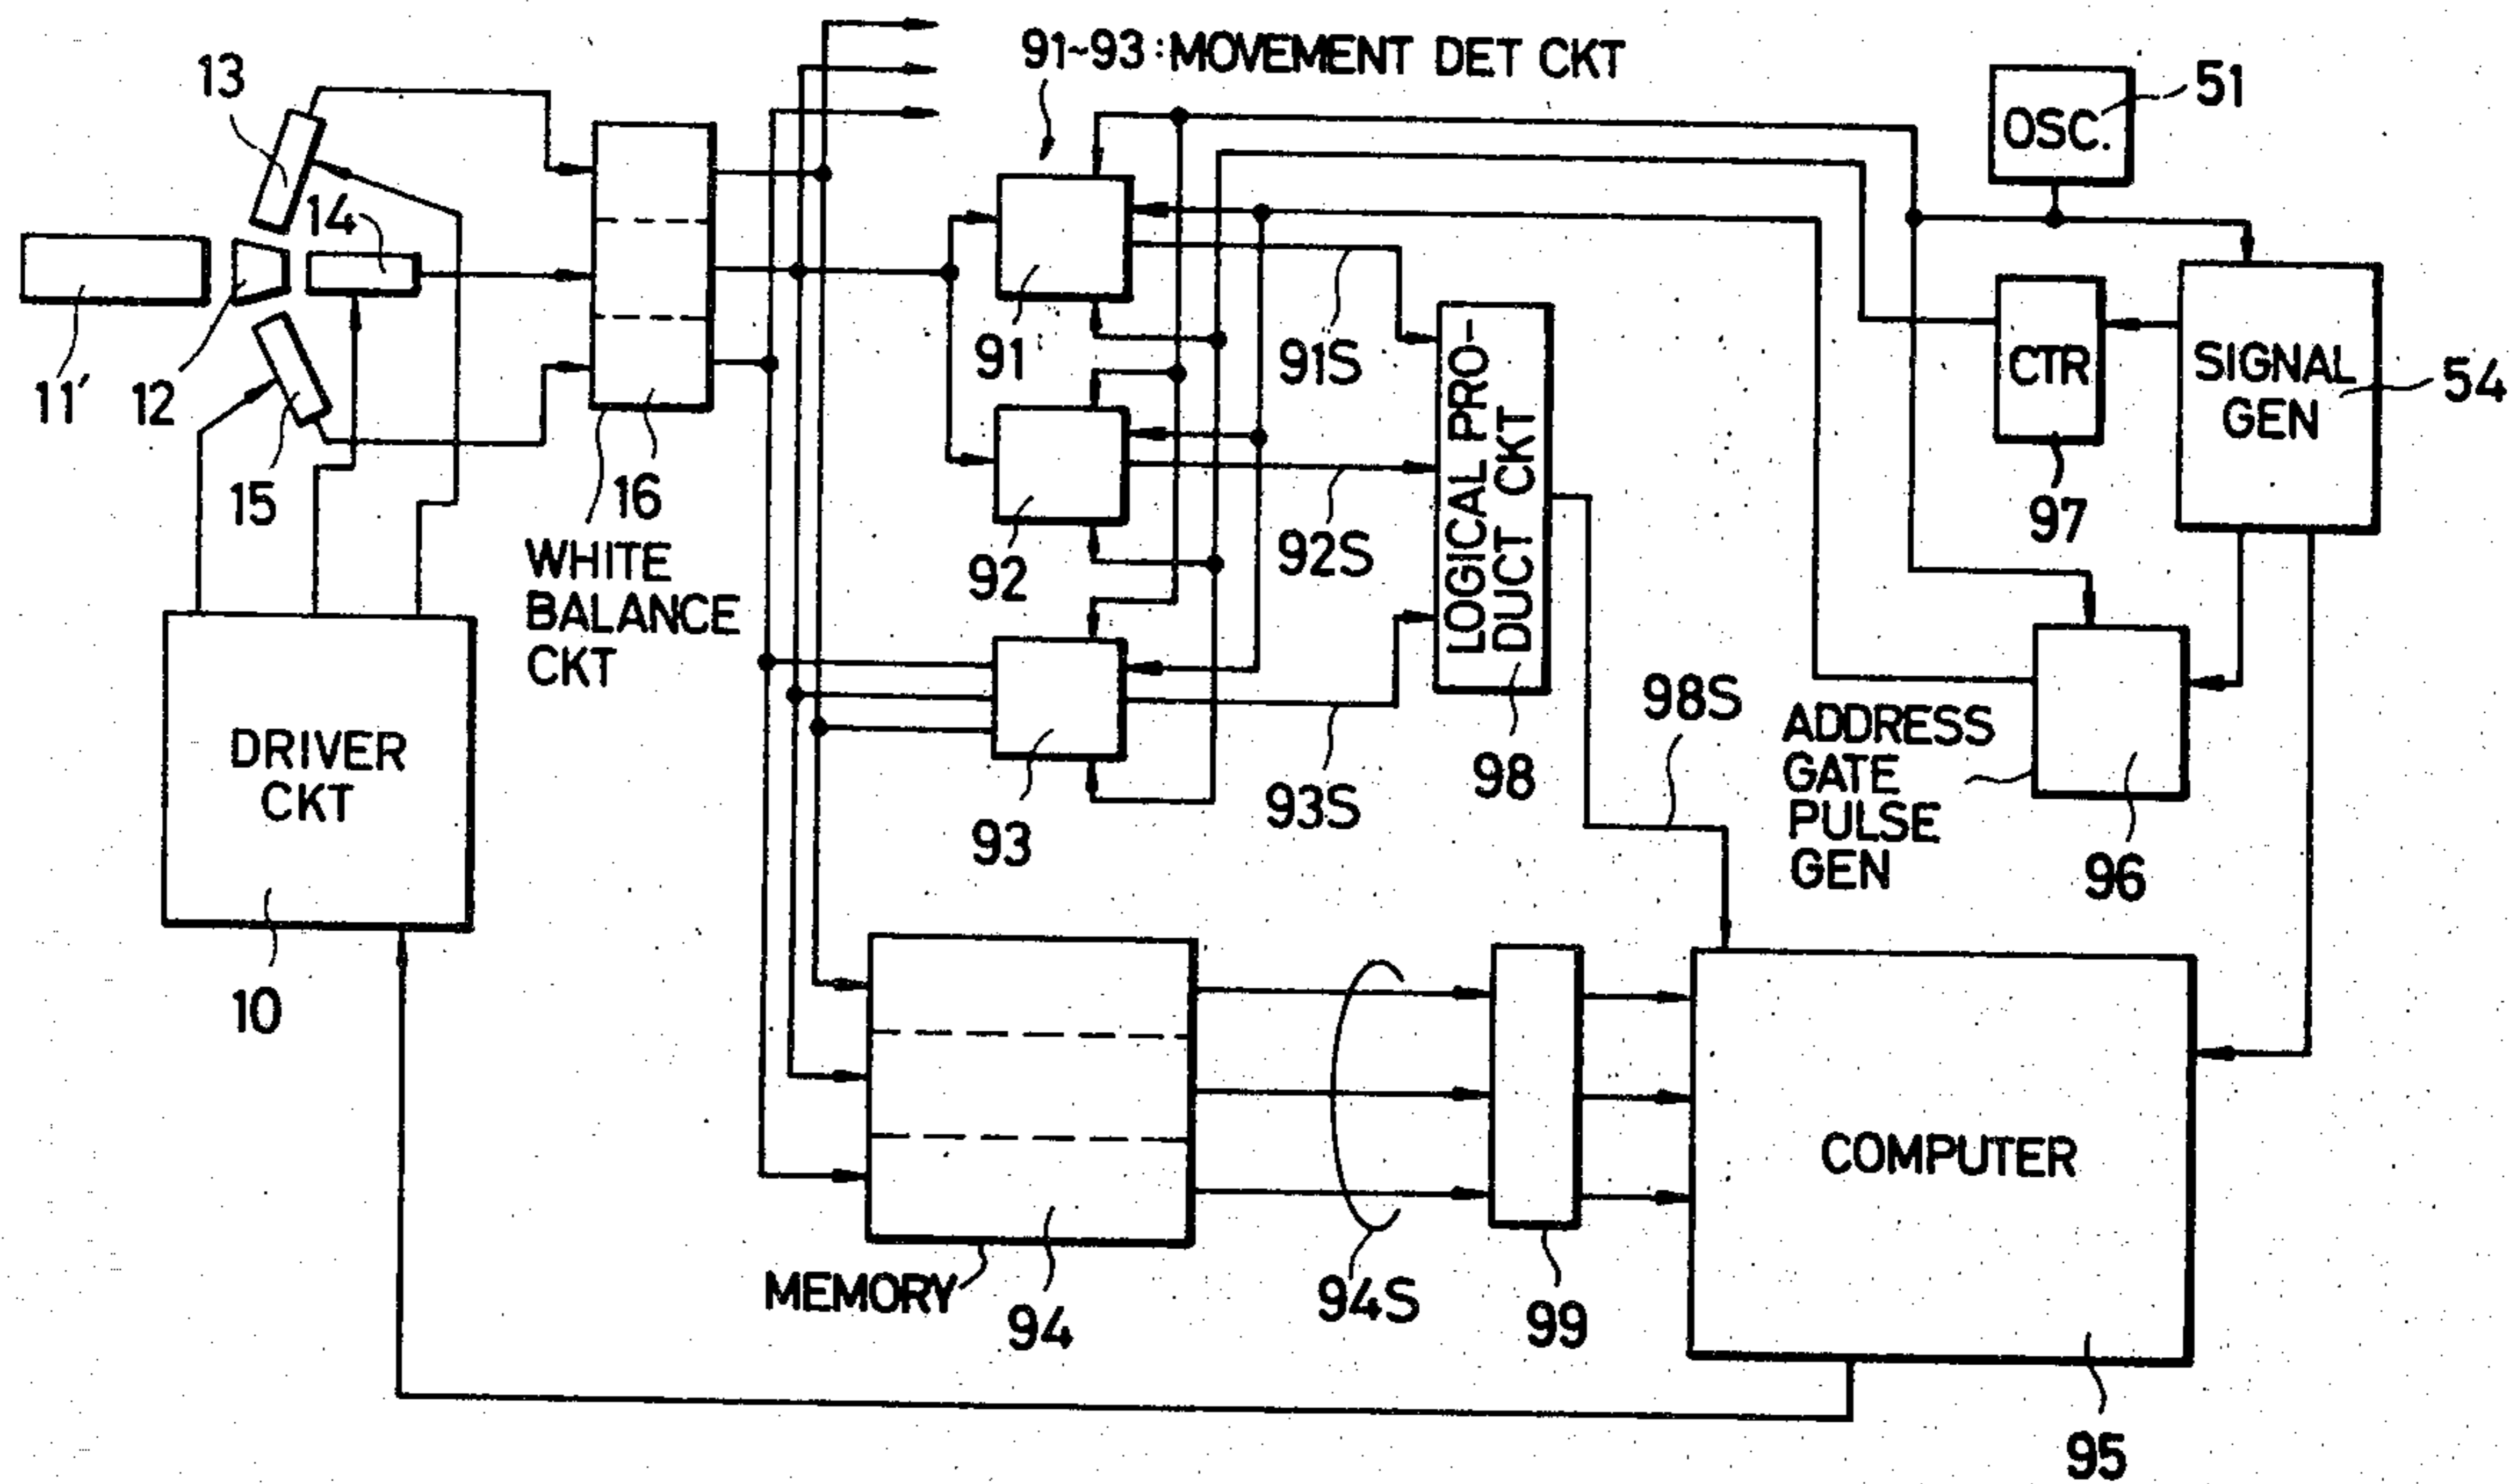 91~93 : MOVEMENT DET CKT
13
OSC.
51
14
11'
12
15
16
WHITE
BALANCE
CKT
91
91S
92
92S
93
93S
LOGICAL PRO-
DUCT CKT
98
98S
CTR
97
SIGNAL
GEN
54
ADDRESS
GATE
PULSE
GEN
96
DRIVER
CKT
10
MEMORY
94
94S
99
COMPUTER
95